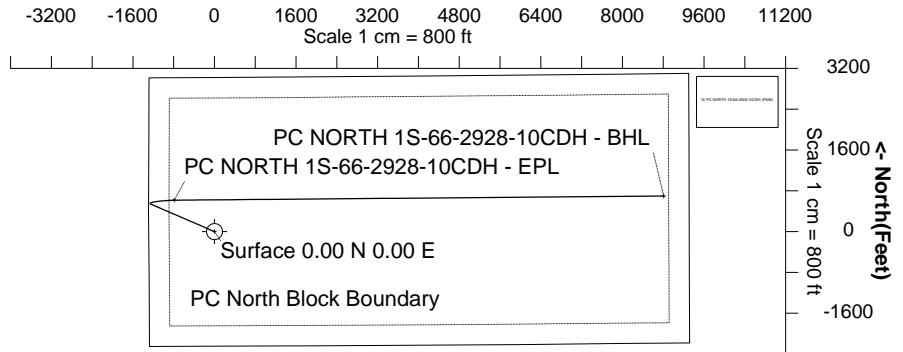 -3200 -1600 0 1600 3200 4800 6400 8000 9600 11200
Scale 1 cm = 800 ft
3200
1600
0
-1600
Scale 1 cm = 800 ft
<- North(Feet)
PC NORTH 1S-66-2928-10CDH - BHL
PC NORTH 1S-66-2928-10CDH - EPL
Surface 0.00 N 0.00 E
PC North Block Boundary